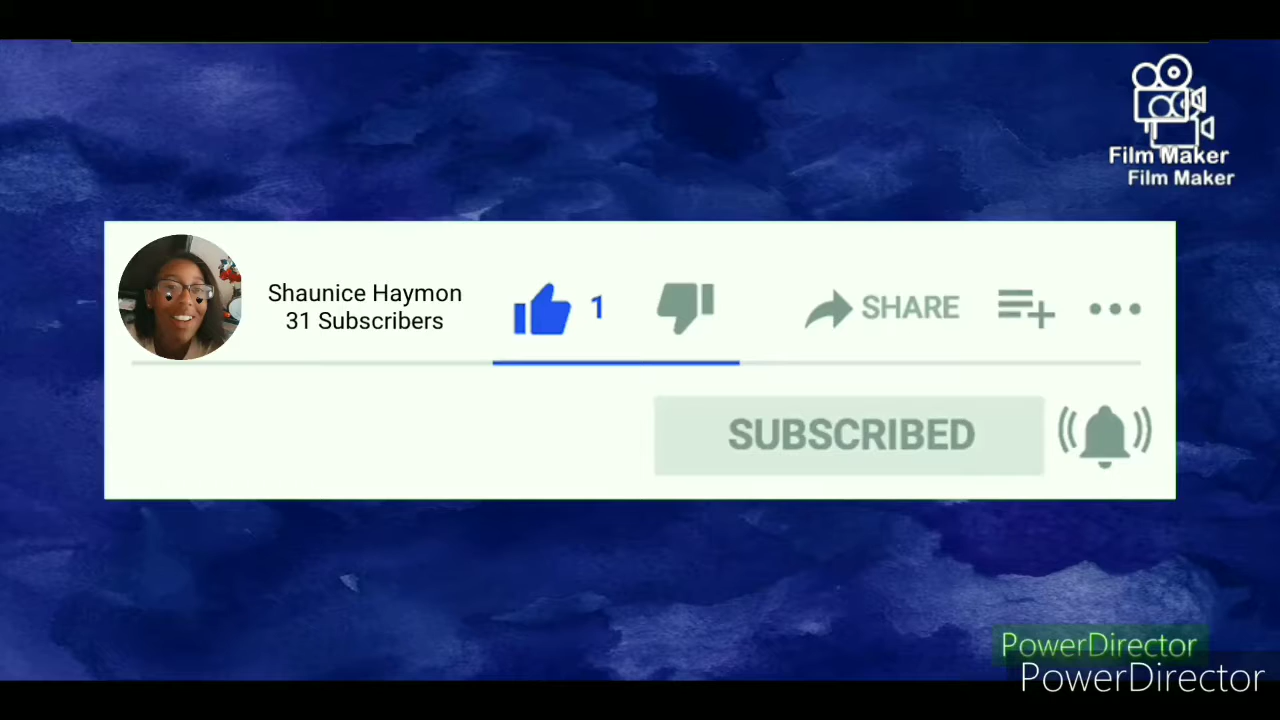 Film Maker
Film Maker
Shaunice Haymon
31 Subscribers
1
SHARE
SUBSCRIBED
PowerDirector
PowerDirector